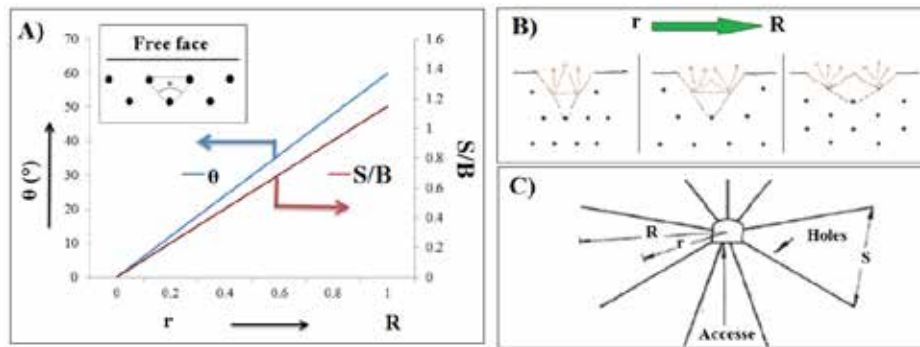 A)
Free face
θ
70
60
50
40
30
20
10
0
θ (°)
θ
S/B
1.6
1.4
1.2
1
0.8
0.6
0.4
0.2
0
S/B
0 0.2 0.4 0.6 0.8 1
r R
B)
r R
C)
R
r
Holes
S
Accesse